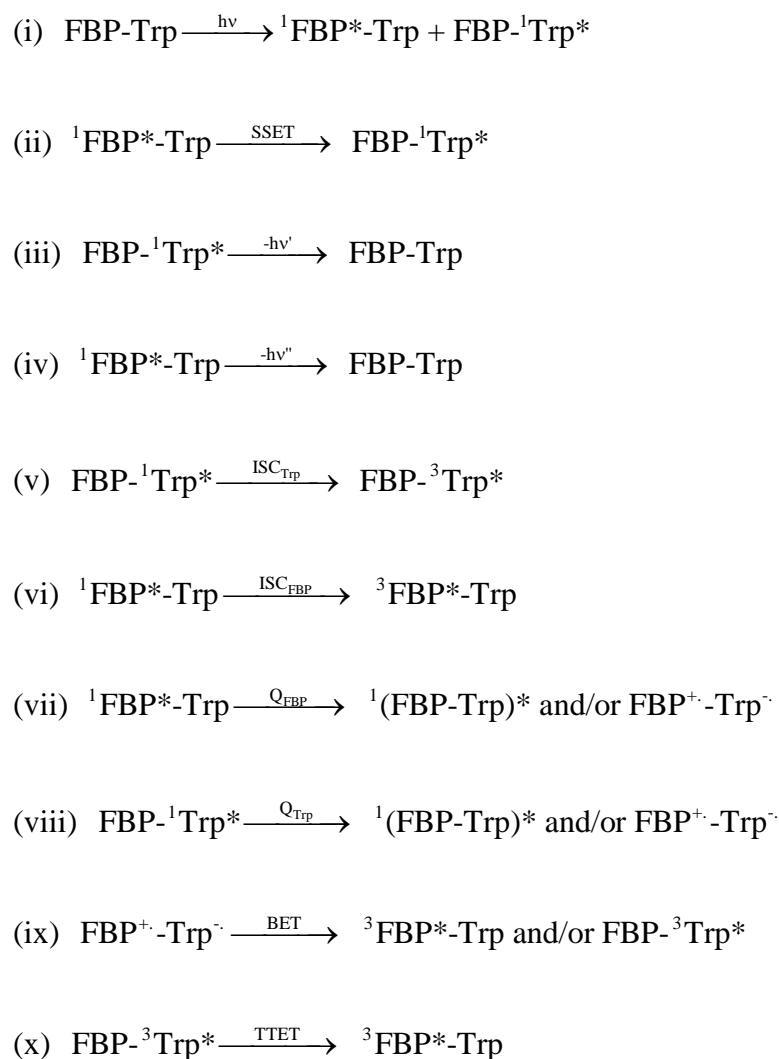 (i) FBP-Trp —hν→ ¹FBP*-Trp + FBP-¹Trp*
(ii) ¹FBP*-Trp —SSET→ FBP-¹Trp*
(iii) FBP-¹Trp* —-hν'→ FBP-Trp
(iv) ¹FBP*-Trp —-hν''→ FBP-Trp
(v) FBP-¹Trp* —ISC_Trp→ FBP-³Trp*
(vi) ¹FBP*-Trp —ISC_FBP→ ³FBP*-Trp
(vii) ¹FBP*-Trp —Q_FBP→ ¹(FBP-Trp)* and/or FBP⁺·-Trp⁻·
(viii) FBP-¹Trp* —Q_Trp→ ¹(FBP-Trp)* and/or FBP⁺·-Trp⁻·
(ix) FBP⁺·-Trp⁻· —BET→ ³FBP*-Trp and/or FBP-³Trp*
(x) FBP-³Trp* —TTET→ ³FBP*-Trp